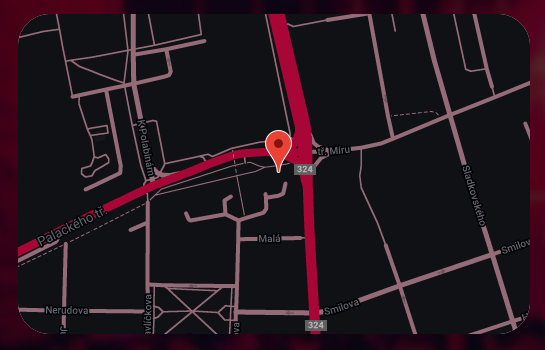 K Polabinám
tř. Míru
324
Palackého tř.
Sladkovského
Malá
Smilova
Nerudova
Smilova
324